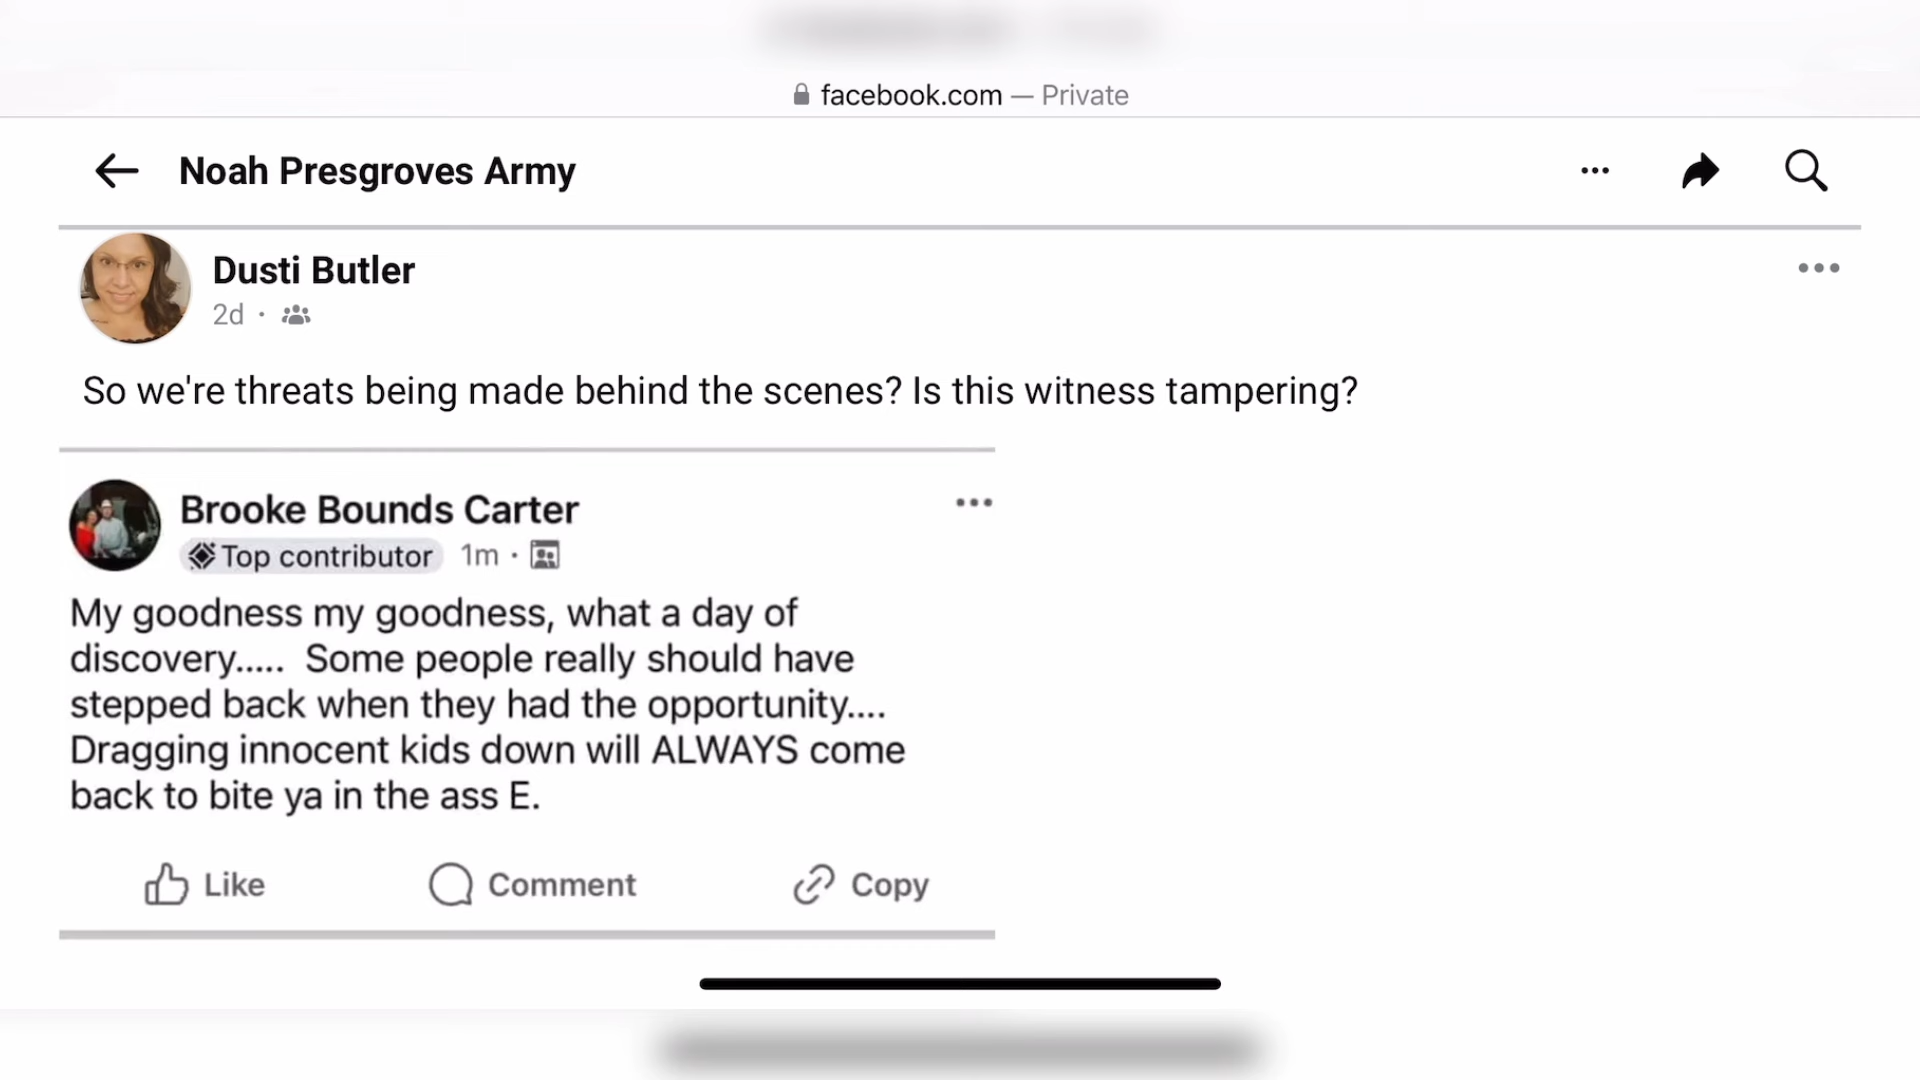 facebook.com — Private
Noah Presgroves Army
Dusti Butler
2d ·
So we're threats being made behind the scenes? Is this witness tampering?
Brooke Bounds Carter
Top contributor 1m ·
My goodness my goodness, what a day of
discovery..... Some people really should have
stepped back when they had the opportunity....
Dragging innocent kids down will ALWAYS come
back to bite ya in the ass E.
Like Comment Copy